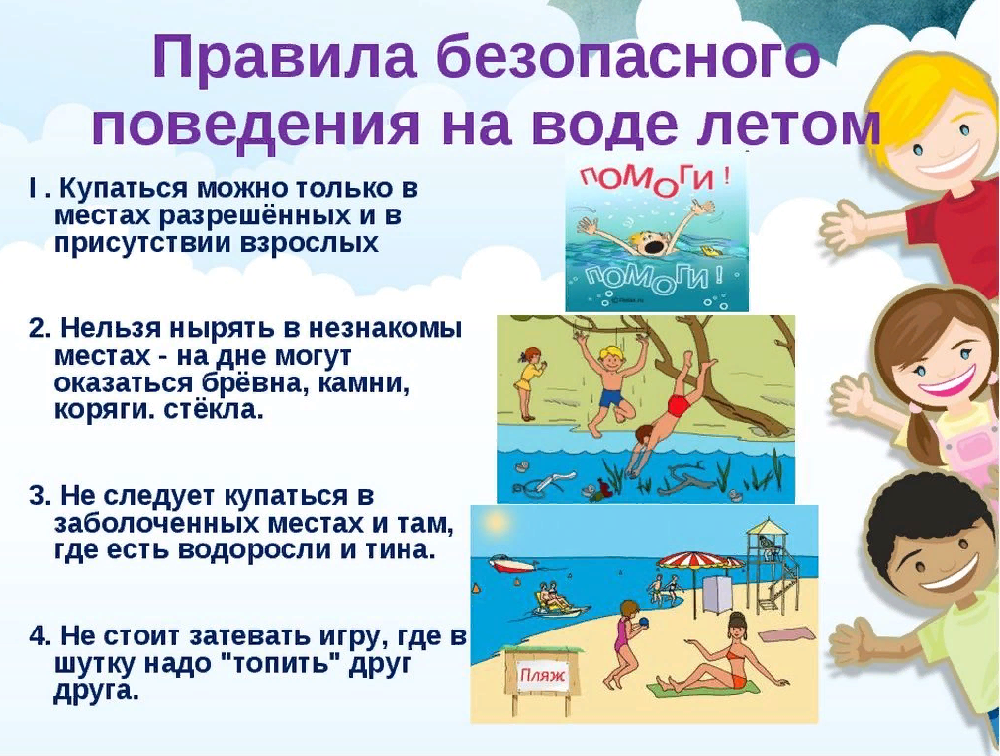 Правила безопасного
поведения на воде летом
I . Купаться можно только в
местах разрешённых и в
присутствии взрослых
2. Нельзя нырять в незнакомы
местах - на дне могут
оказаться брёвна, камни,
коряги. стёкла.
3. Не следует купаться в
заболоченных местах и там,
где есть водоросли и тина.
4. Не стоит затевать игру, где в
шутку надо "топить" друг
друга.
ПОМОГИ !
ПОМОГИ !
Пляж